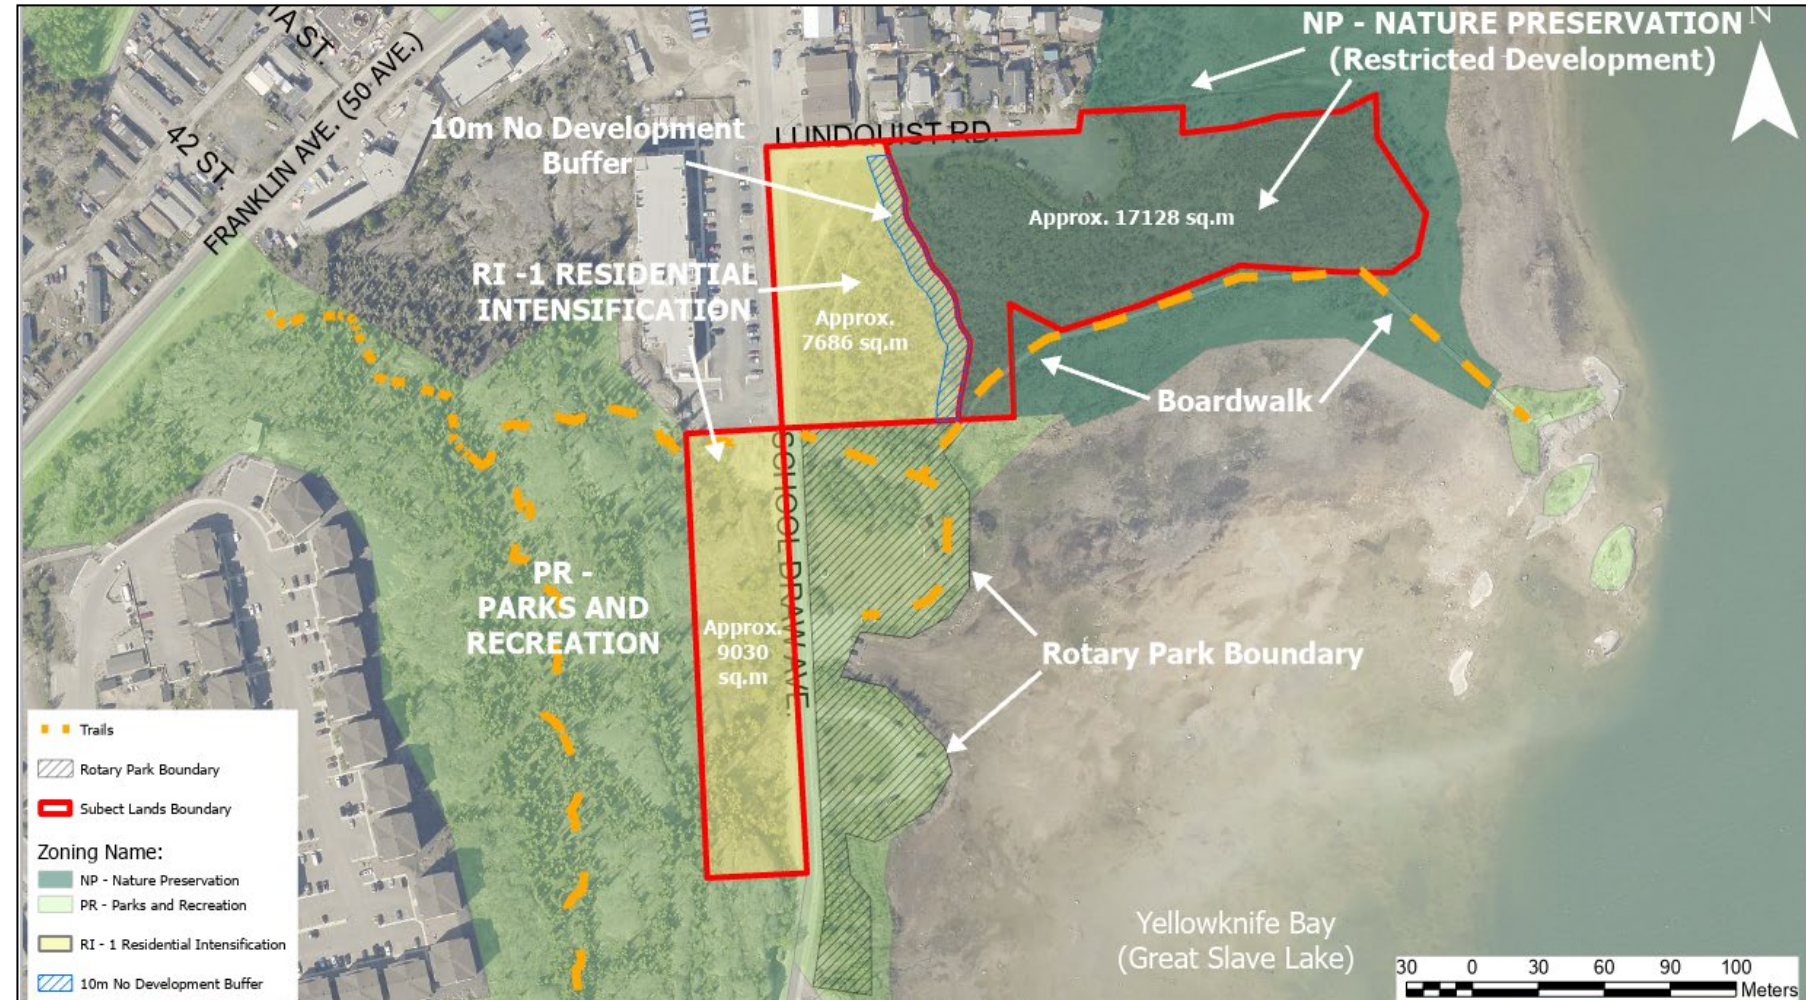 1A ST.
42 ST.
FRANKLIN AVE. (50 AVE.)
NP - NATURE PRESERVATION
(Restricted Development)
N
10m No Development
Buffer
LUNDQUIST RD.
Approx. 17128 sq.m
RI -1 RESIDENTIAL
INTENSIFICATION
Approx.
7686 sq.m
Boardwalk
SCHOOL DRAW AVE.
PR -
PARKS AND
RECREATION
Approx.
9030
sq.m
Rotary Park Boundary
Trails
Rotary Park Boundary
Subect Lands Boundary
Zoning Name:
NP - Nature Preservation
PR - Parks and Recreation
RI - 1 Residential Intensification
10m No Development Buffer
Yellowknife Bay
(Great Slave Lake)
30 0 30 60 90 100
Meters